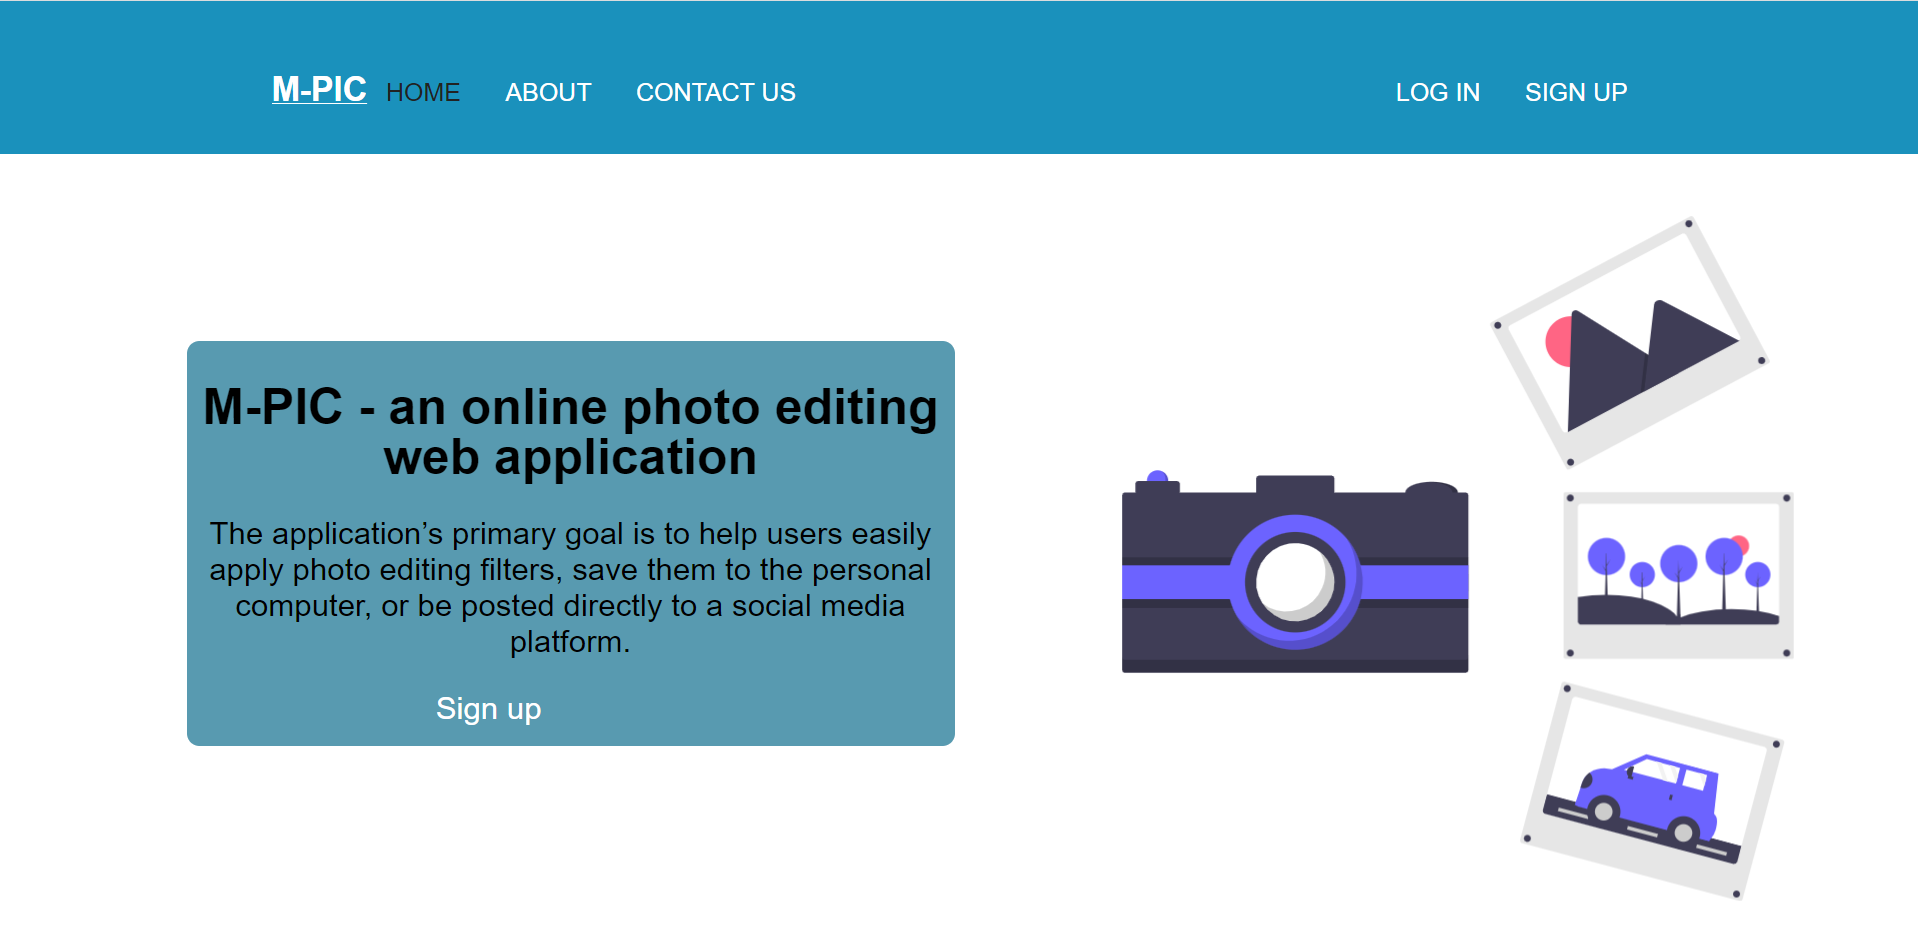 M-PIC HOME ABOUT CONTACT US LOG IN SIGN UP
M-PIC - an online photo editing
web application
The application’s primary goal is to help users easily
apply photo editing filters, save them to the personal
computer, or be posted directly to a social media
platform.
Sign up